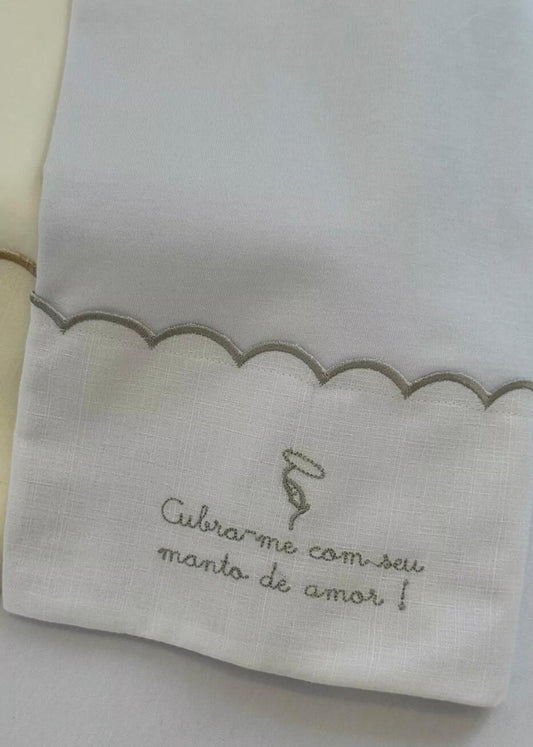 Cubra-me com seu
manto de amor !